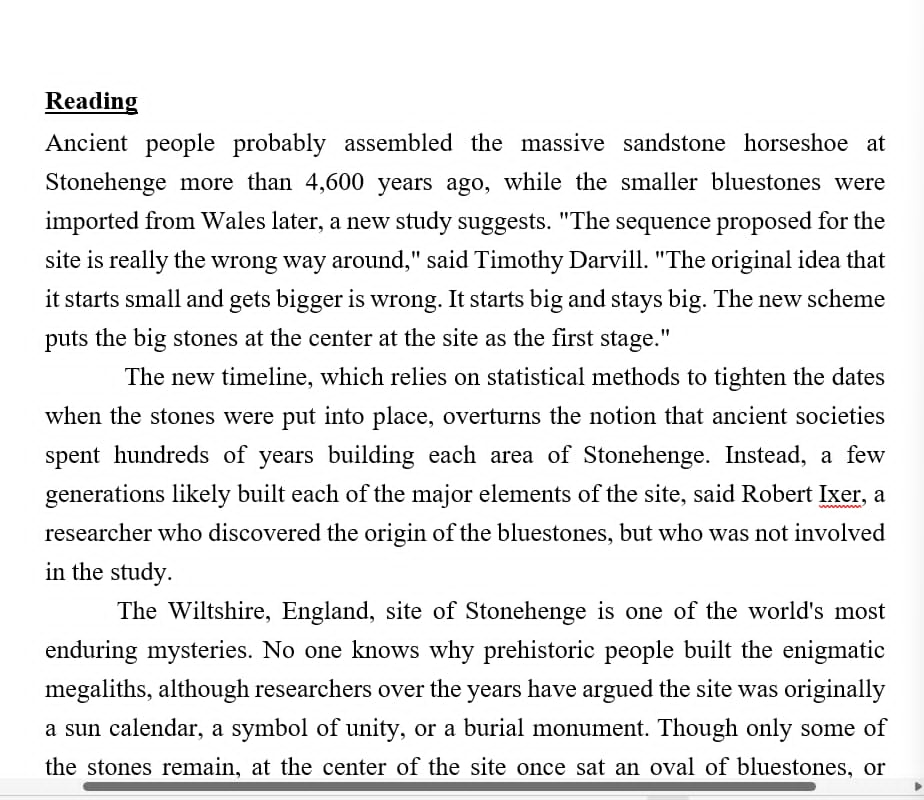 Reading
Ancient people probably assembled the massive sandstone horseshoe at
Stonehenge more than 4,600 years ago, while the smaller bluestones were
imported from Wales later, a new study suggests. "The sequence proposed for the
site is really the wrong way around," said Timothy Darvill. "The original idea that
it starts small and gets bigger is wrong. It starts big and stays big. The new scheme
puts the big stones at the center at the site as the first stage."
The new timeline, which relies on statistical methods to tighten the dates
when the stones were put into place, overturns the notion that ancient societies
spent hundreds of years building each area of Stonehenge. Instead, a few
generations likely built each of the major elements of the site, said Robert Ixer, a
researcher who discovered the origin of the bluestones, but who was not involved
in the study.
The Wiltshire, England, site of Stonehenge is one of the world's most
enduring mysteries. No one knows why prehistoric people built the enigmatic
megaliths, although researchers over the years have argued the site was originally
a sun calendar, a symbol of unity, or a burial monument. Though only some of
the stones remain, at the center of the site once sat an oval of bluestones, or